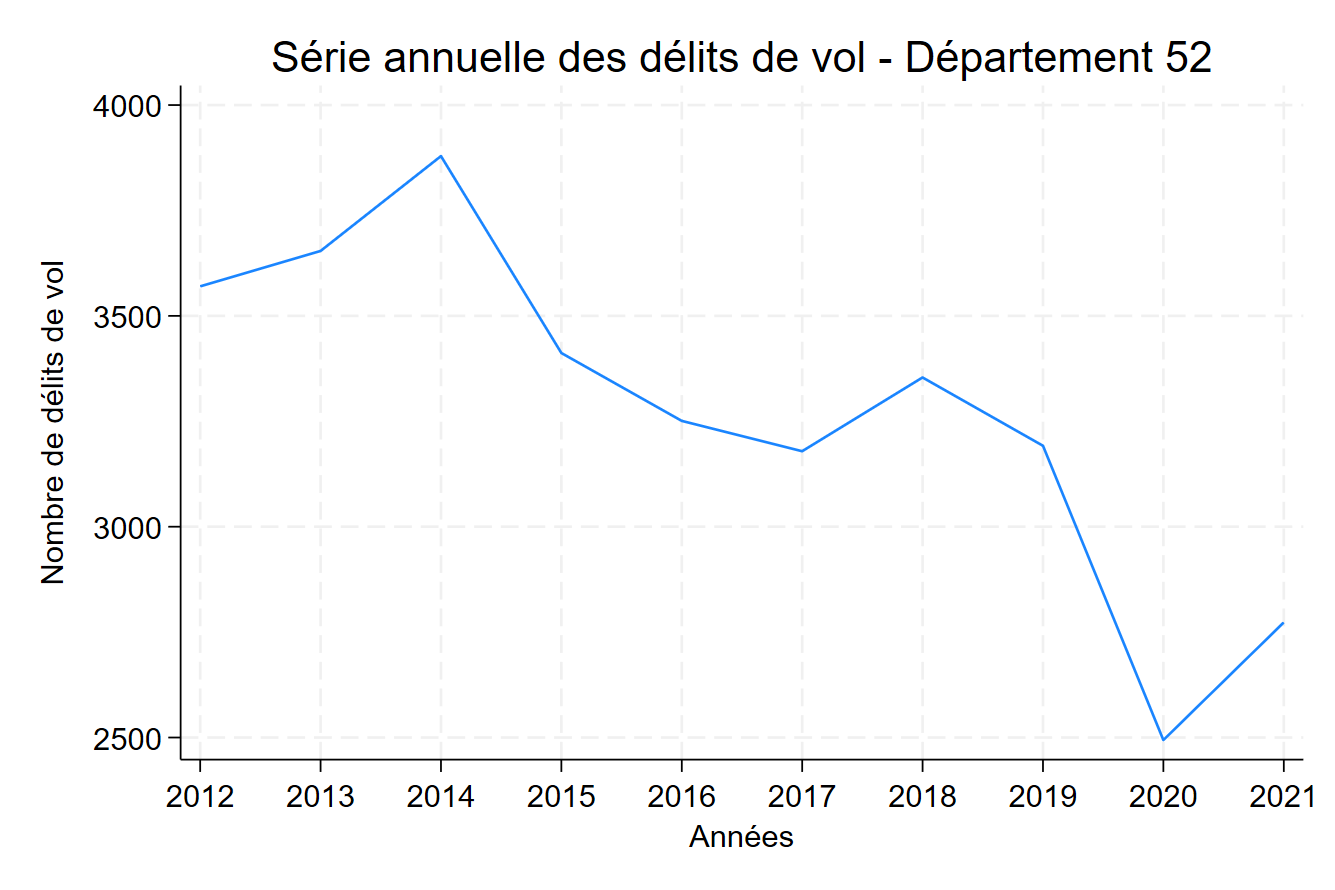 Série annuelle des délits de vol - Département 52
Nombre de délits de vol
4000
3500
3000
2500
2012 2013 2014 2015 2016 2017 2018 2019 2020 2021
Années